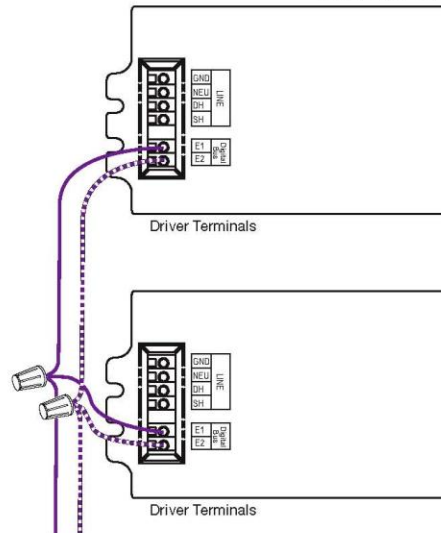 GND
NEU
DH
SH
LINE
E1
E2
Digital
Bus
Driver Terminals
GND
NEU
DH
SH
LINE
E1
E2
Digital
Bus
Driver Terminals